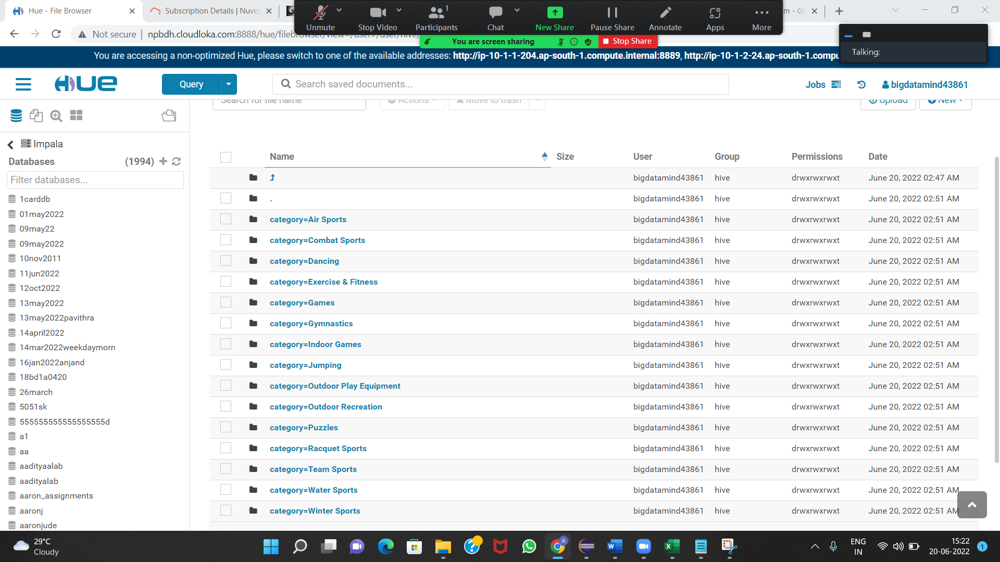 Hue - File Browser
Subscription Details | Nuve
Unmute
Stop Video
Participants
1
Chat
New Share
Pause Share
Annotate
Apps
More
Not secure
npbdh.cloudloka.com:8888/hue/filebrowser/view=/user#/user/hive/
You are screen sharing
Stop Share
Talking:
You are accessing a non-optimized Hue, please switch to one of the available addresses: http://ip-10-1-1-204.ap-south-1.compute.internal:8889, http://ip-10-1-2-24.ap-south-1.compu
HUE
Query
Search saved documents...
Jobs
bigdatamind43861
Search for file name
Actions
Move to trash
Upload
New
Impala
Databases (1994)
Filter databases...
1carddb
01may2022
09may22
09may2022
10nov2011
11jun2022
12oct2022
13may2022
13may2022pavithra
14april2022
14mar2022weekdaymorn
16jan2022anjand
18bd1a0420
26march
5051sk
555555555555555555d
a1
aa
aadityaalab
aadityalab
aaron_assignments
aaronj
aaronjude
Name Size User Group Permissions Date
bigdatamind43861 hive drwxrwxrwxt June 20, 2022 02:47 AM
. bigdatamind43861 hive drwxrwxrwxt June 20, 2022 02:51 AM
category=Air Sports bigdatamind43861 hive drwxrwxrwxt June 20, 2022 02:51 AM
category=Combat Sports bigdatamind43861 hive drwxrwxrwxt June 20, 2022 02:51 AM
category=Dancing bigdatamind43861 hive drwxrwxrwxt June 20, 2022 02:51 AM
category=Exercise & Fitness bigdatamind43861 hive drwxrwxrwxt June 20, 2022 02:51 AM
category=Games bigdatamind43861 hive drwxrwxrwxt June 20, 2022 02:51 AM
category=Gymnastics bigdatamind43861 hive drwxrwxrwxt June 20, 2022 02:51 AM
category=Indoor Games bigdatamind43861 hive drwxrwxrwxt June 20, 2022 02:51 AM
category=Jumping bigdatamind43861 hive drwxrwxrwxt June 20, 2022 02:51 AM
category=Outdoor Play Equipment bigdatamind43861 hive drwxrwxrwxt June 20, 2022 02:51 AM
category=Outdoor Recreation bigdatamind43861 hive drwxrwxrwxt June 20, 2022 02:51 AM
category=Puzzles bigdatamind43861 hive drwxrwxrwxt June 20, 2022 02:51 AM
category=Racquet Sports bigdatamind43861 hive drwxrwxrwxt June 20, 2022 02:51 AM
category=Team Sports bigdatamind43861 hive drwxrwxrwxt June 20, 2022 02:51 AM
category=Water Sports bigdatamind43861 hive drwxrwxrwxt June 20, 2022 02:51 AM
category=Winter Sports bigdatamind43861 hive drwxrwxrwxt June 20, 2022 02:51 AM
29°C
Cloudy
ENG
IN
15:22
20-06-2022
1